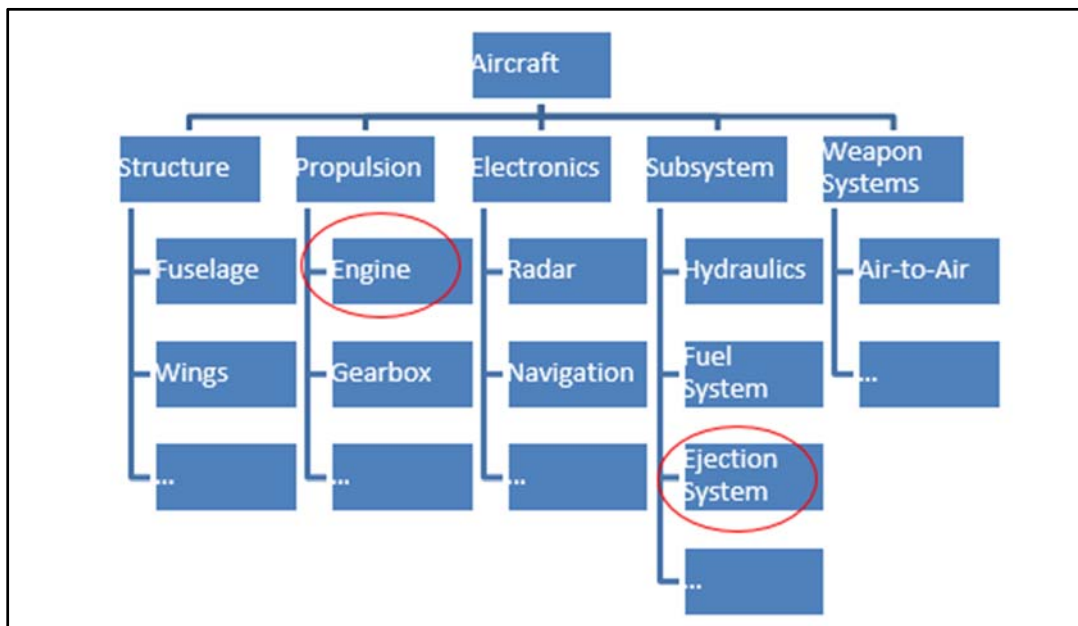 Aircraft
Structure
Propulsion
Electronics
Subsystem
Weapon
Systems
Fuselage
Engine
Radar
Hydraulics
Air-to-Air
Wings
Gearbox
Navigation
Fuel
System
...
...
...
...
Ejection
System
...